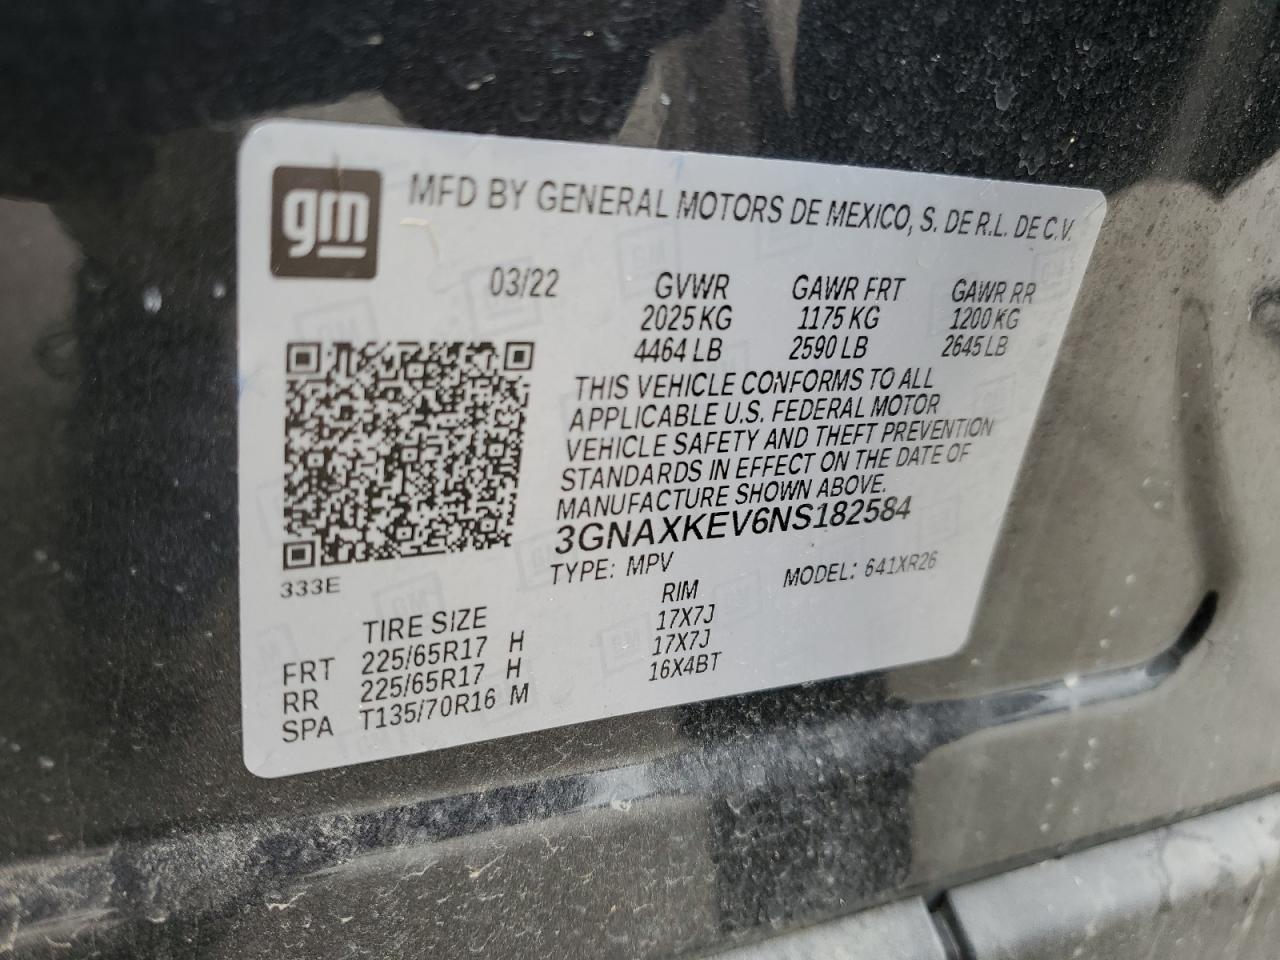 gm
MFD BY GENERAL MOTORS DE MEXICO, S. DE R.L. DE C.V.
03/22 GVWR GAWR FRT GAWR RR
2025 KG 1175 KG 1200 KG
4464 LB 2590 LB 2645 LB
THIS VEHICLE CONFORMS TO ALL
APPLICABLE U.S. FEDERAL MOTOR
VEHICLE SAFETY AND THEFT PREVENTION
STANDARDS IN EFFECT ON THE DATE OF
MANUFACTURE SHOWN ABOVE.
3GNAXKEV6NS182584
TYPE: MPV MODEL: 641XR26
333E
TIRE SIZE RIM
FRT 225/65R17 H 17X7J
RR 225/65R17 H 17X7J
SPA T135/70R16 M 16X4BT